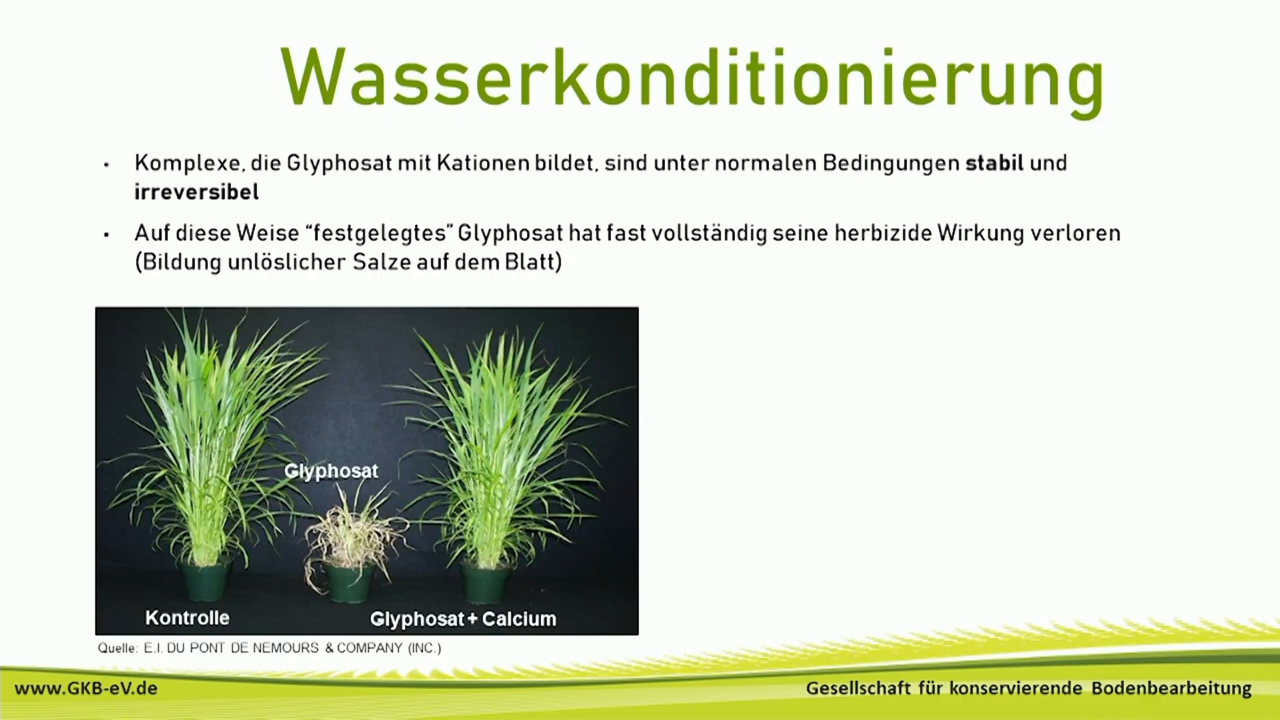 Wasserkonditionierung
▪ Komplexe, die Glyphosat mit Kationen bildet, sind unter normalen Bedingungen stabil und
irreversibel
▪ Auf diese Weise “festgelegtes” Glyphosat hat fast vollständig seine herbizide Wirkung verloren
(Bildung unlöslicher Salze auf dem Blatt)
Glyphosat
Kontrolle
Glyphosat + Calcium
Quelle: E.I. DU PONT DE NEMOURS & COMPANY (INC.)
www.GKB-eV.de
Gesellschaft für konservierende Bodenbearbeitung